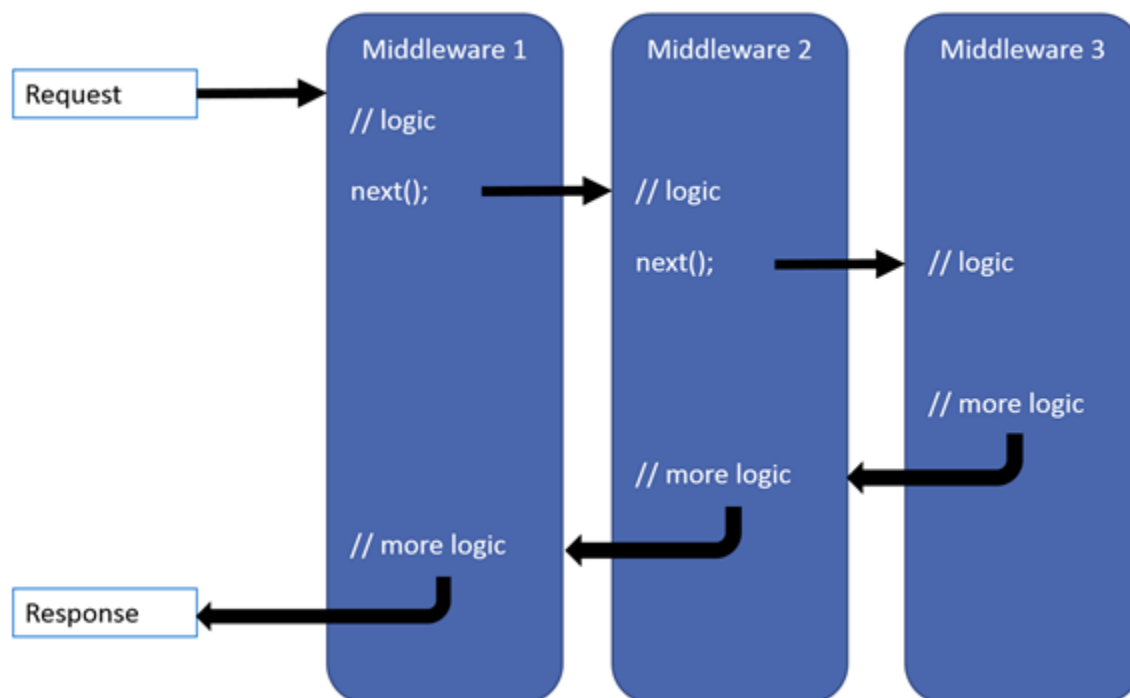 Middleware 1
Middleware 2
Middleware 3
Request
// logic
next();
// logic
next();
// logic
// more logic
// more logic
// more logic
Response